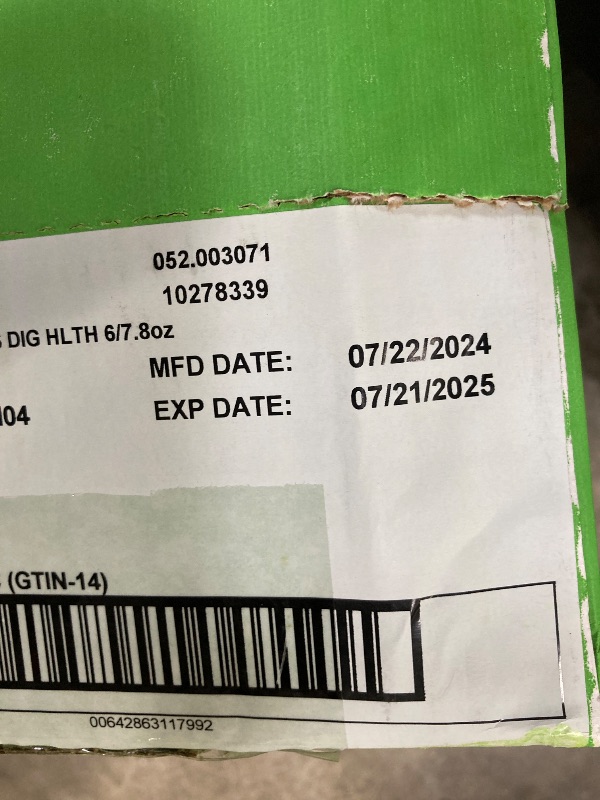 052.003071
10278339
DIG HLTH 6/7.8oz
MFD DATE: 07/22/2024
04
EXP DATE: 07/21/2025
(GTIN-14)
00642863117992